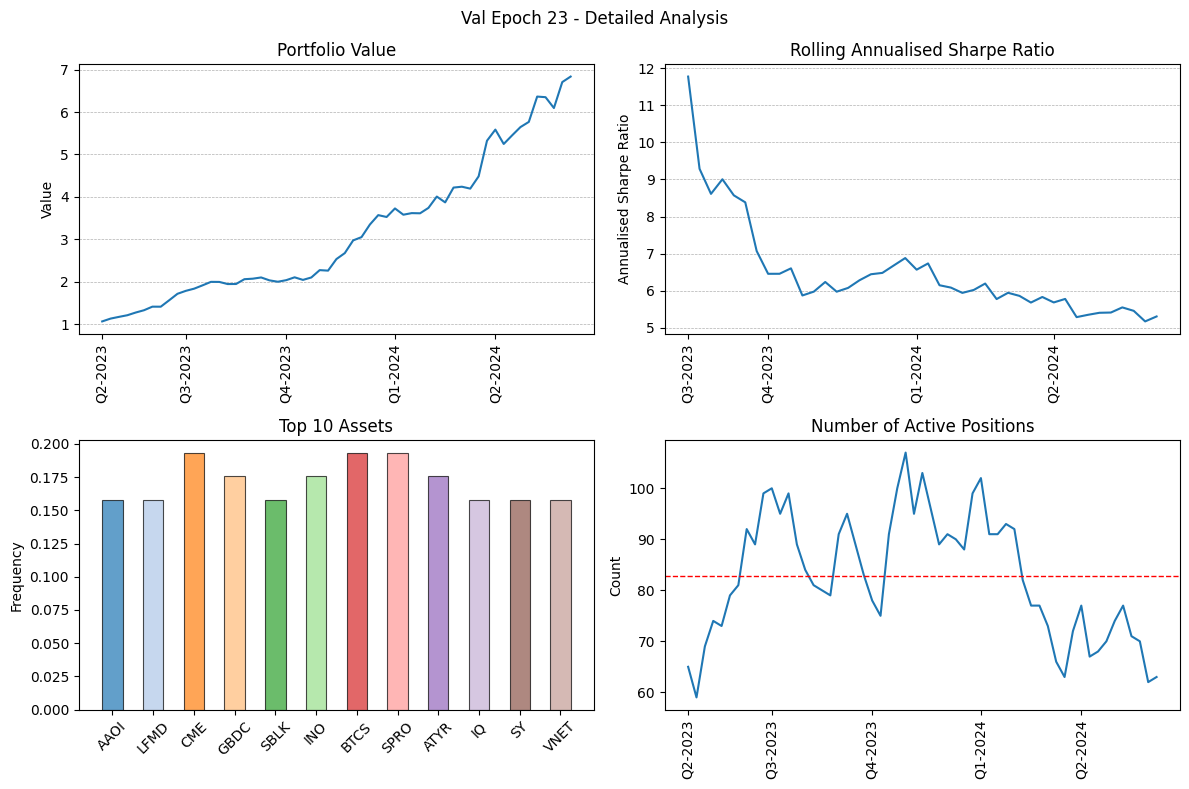 Val Epoch 23 - Detailed Analysis
Portfolio Value
Value
7
6
5
4
3
2
1
Q2-2023
Q3-2023
Q4-2023
Q1-2024
Q2-2024
Rolling Annualised Sharpe Ratio
Annualised Sharpe Ratio
12
11
10
9
8
7
6
5
Q3-2023
Q4-2023
Q1-2024
Q2-2024
Top 10 Assets
Frequency
0.200
0.175
0.150
0.125
0.100
0.075
0.050
0.025
0.000
AAOI
LFMD
CME
GBDC
SBLK
INO
BTCS
SPRO
ATYR
IQ
SY
VNET
Number of Active Positions
Count
100
90
80
70
60
Q2-2023
Q3-2023
Q4-2023
Q1-2024
Q2-2024